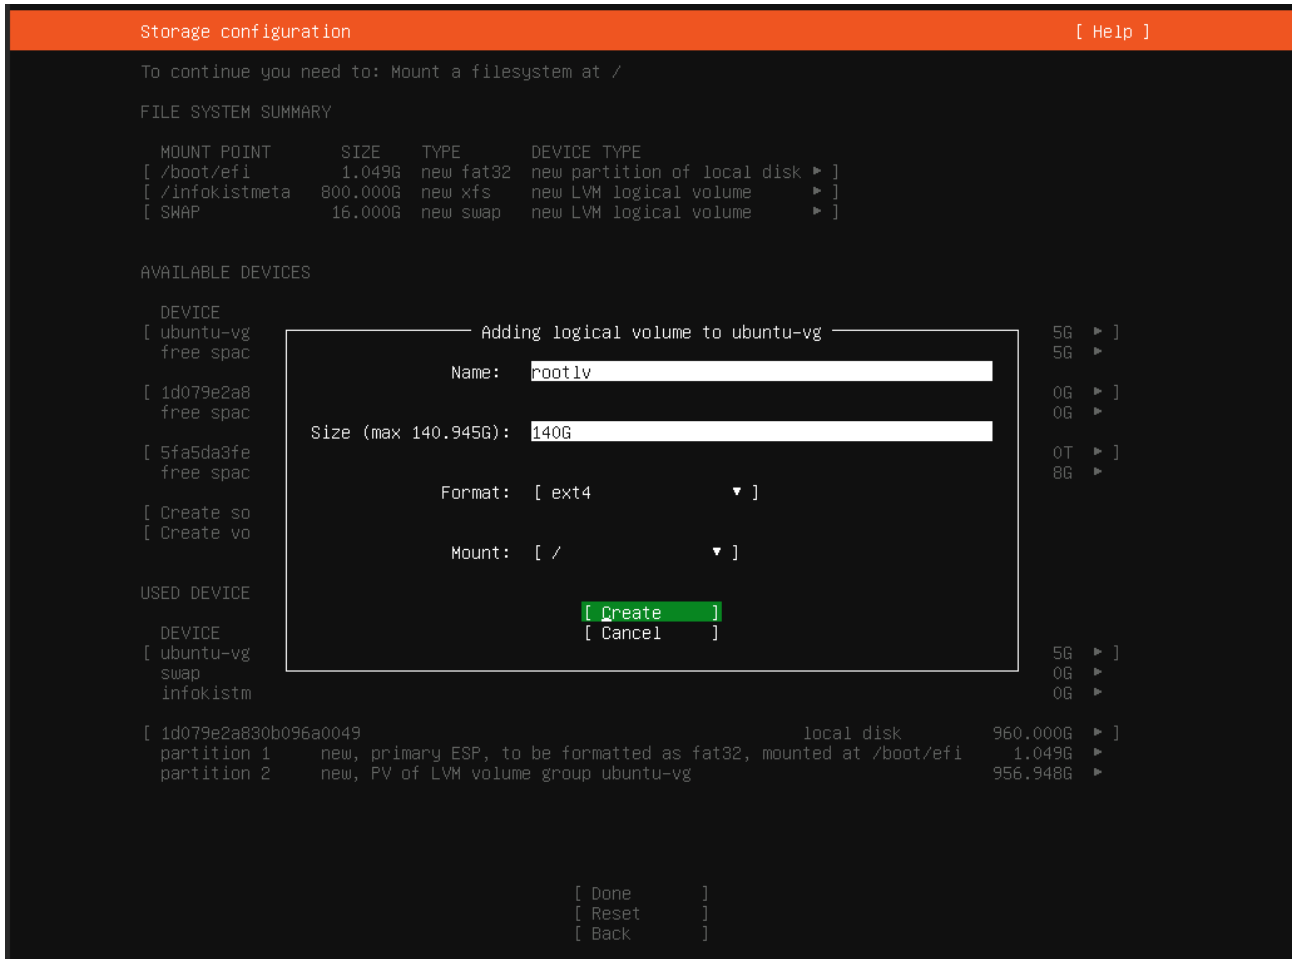 Storage configuration [ Help ]
To continue you need to: Mount a filesystem at /
FILE SYSTEM SUMMARY
MOUNT POINT SIZE TYPE DEVICE TYPE
[ /boot/efi 1.049G new fat32 new partition of local disk ▸ ]
[ /infokistmeta 800.000G new xfs new LVM logical volume ▸ ]
[ SWAP 16.000G new swap new LVM logical volume ▸ ]
AVAILABLE DEVICES
DEVICE
[ ubuntu-vg 5G ▸ ]
free spac 5G ▸
[ 1d079e2a8 0G ▸ ]
free spac 0G ▸
[ 5fa5da3fe 0T ▸ ]
free spac 8G ▸
[ Create so
[ Create vo
Adding logical volume to ubuntu-vg
Name: rootlv
Size (max 140.945G): 140G
Format: [ ext4 ▾ ]
Mount: [ / ▾ ]
[ Create ]
[ Cancel ]
USED DEVICE
DEVICE
[ ubuntu-vg 5G ▸ ]
swap 0G ▸
infokistm 0G ▸
[ 1d079e2a830b096a0049 local disk 960.000G ▸ ]
partition 1 new, primary ESP, to be formatted as fat32, mounted at /boot/efi 1.049G ▸
partition 2 new, PV of LVM volume group ubuntu-vg 956.948G ▸
[ Done ]
[ Reset ]
[ Back ]